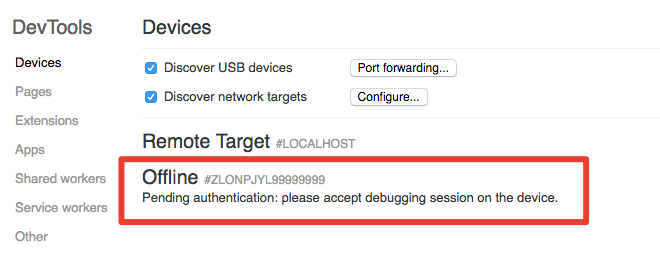 DevTools
Devices
Pages
Extensions
Apps
Shared workers
Service workers
Other
Devices
Discover USB devices Port forwarding...
Discover network targets Configure...
Remote Target #LOCALHOST
Offline #ZLONPJYL99999999
Pending authentication: please accept debugging session on the device.